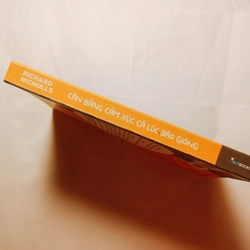 RICHARD
NICHOLLS
CÂN BẰNG CẢM XÚC CẢ LÚC BÃO GIÔNG